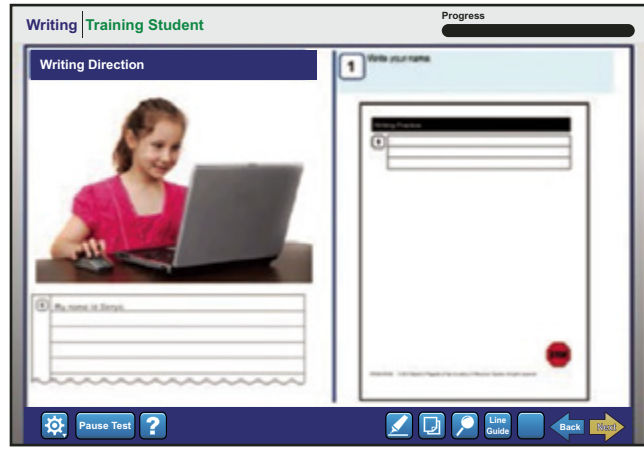 Writing Training Student
Progress
Writing Direction
My name is
1
Write your name.
Writing Practice
STOP
Pause Test
?
Line
Guide
Back
Next